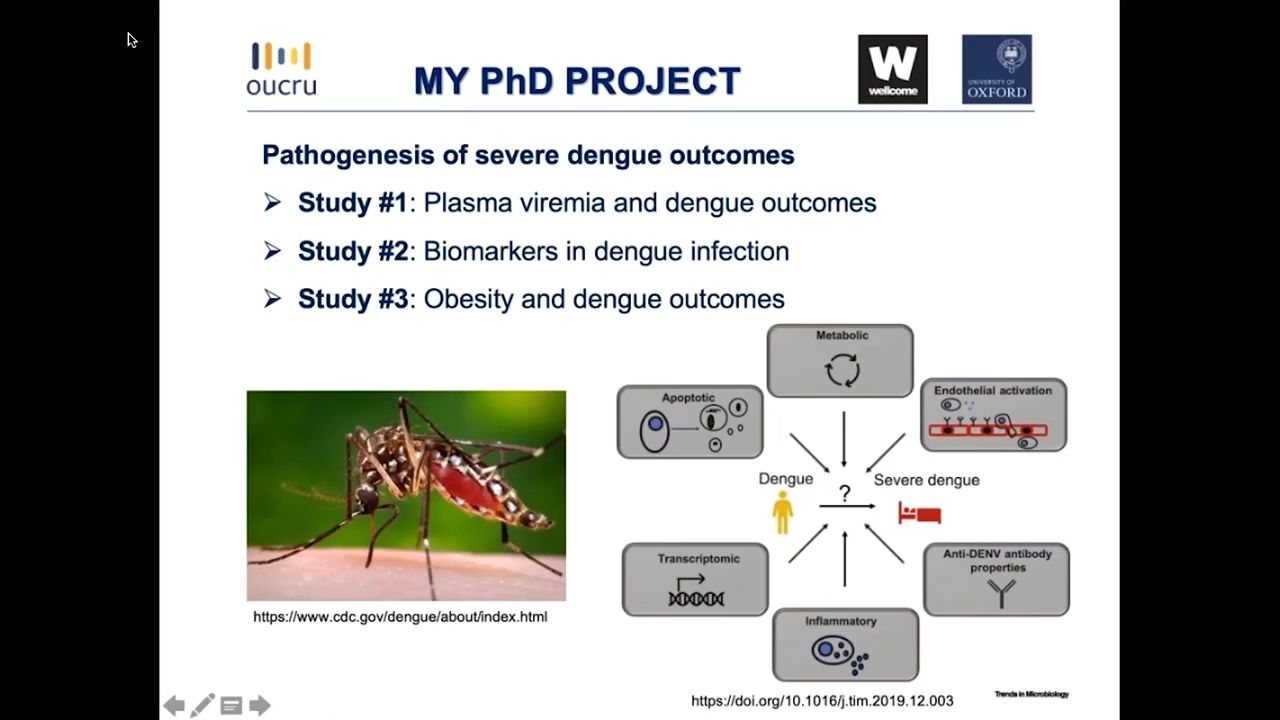 oucru
MY PhD PROJECT
W
wellcome
UNIVERSITY OF
OXFORD
Pathogenesis of severe dengue outcomes
➢ Study #1: Plasma viremia and dengue outcomes
➢ Study #2: Biomarkers in dengue infection
➢ Study #3: Obesity and dengue outcomes
Metabolic
Apoptotic
Endothelial activation
Dengue
?
Severe dengue
Transcriptomic
Anti-DENV antibody
properties
Inflammatory
https://www.cdc.gov/dengue/about/index.html
https://doi.org/10.1016/j.tim.2019.12.003
Trends in Microbiology